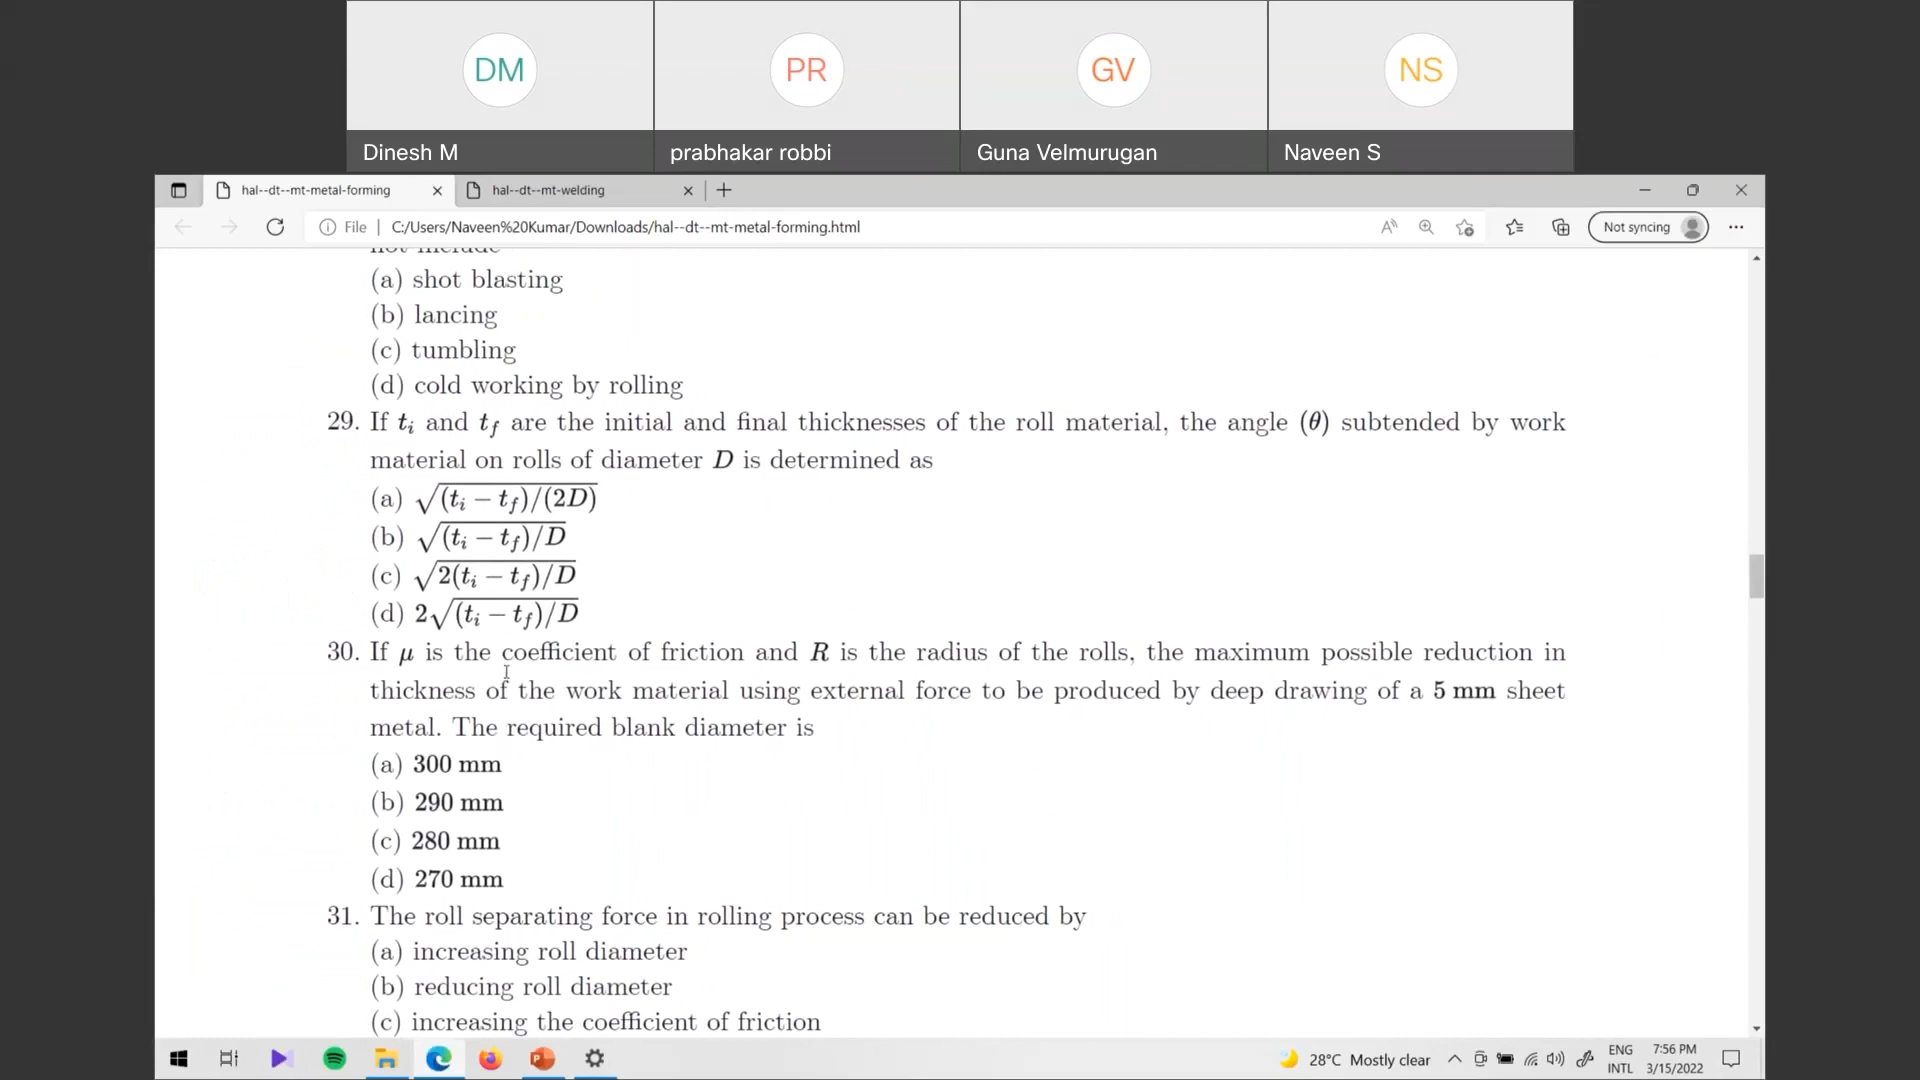 DM
PR
GV
NS
Dinesh M
prabhakar robbi
Guna Velmurugan
Naveen S
hal--dt--mt-metal-forming
hal--dt--mt-welding
File
C:/Users/Naveen%20Kumar/Downloads/hal--dt--mt-metal-forming.html
Not syncing
not include
(a) shot blasting
(b) lancing
(c) tumbling
(d) cold working by rolling
29. If tᵢ and t_f are the initial and final thicknesses of the roll material, the angle (θ) subtended by work
material on rolls of diameter D is determined as
(a) √(tᵢ − t_f)/(2D)
(b) √(tᵢ − t_f)/D
(c) √2(tᵢ − t_f)/D
(d) 2√(tᵢ − t_f)/D
30. If μ is the coefficient of friction and R is the radius of the rolls, the maximum possible reduction in
thickness of the work material using external force to be produced by deep drawing of a 5 mm sheet
metal. The required blank diameter is
(a) 300 mm
(b) 290 mm
(c) 280 mm
(d) 270 mm
31. The roll separating force in rolling process can be reduced by
(a) increasing roll diameter
(b) reducing roll diameter
(c) increasing the coefficient of friction
28°C Mostly clear
ENG
INTL
7:56 PM
3/15/2022